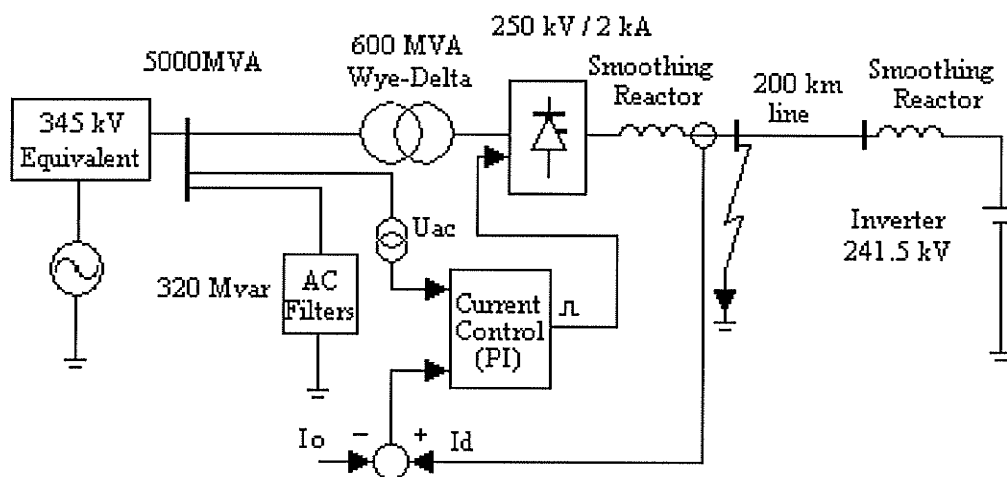 250 kV / 2 kA
600 MVA
Wye-Delta
5000MVA
Smoothing
Reactor
200 km
line
Smoothing
Reactor
345 kV
Equivalent
Uac
Inverter
241.5 kV
320 Mvar
AC
Filters
Current
Control
(PI)
Io
−
+
Id